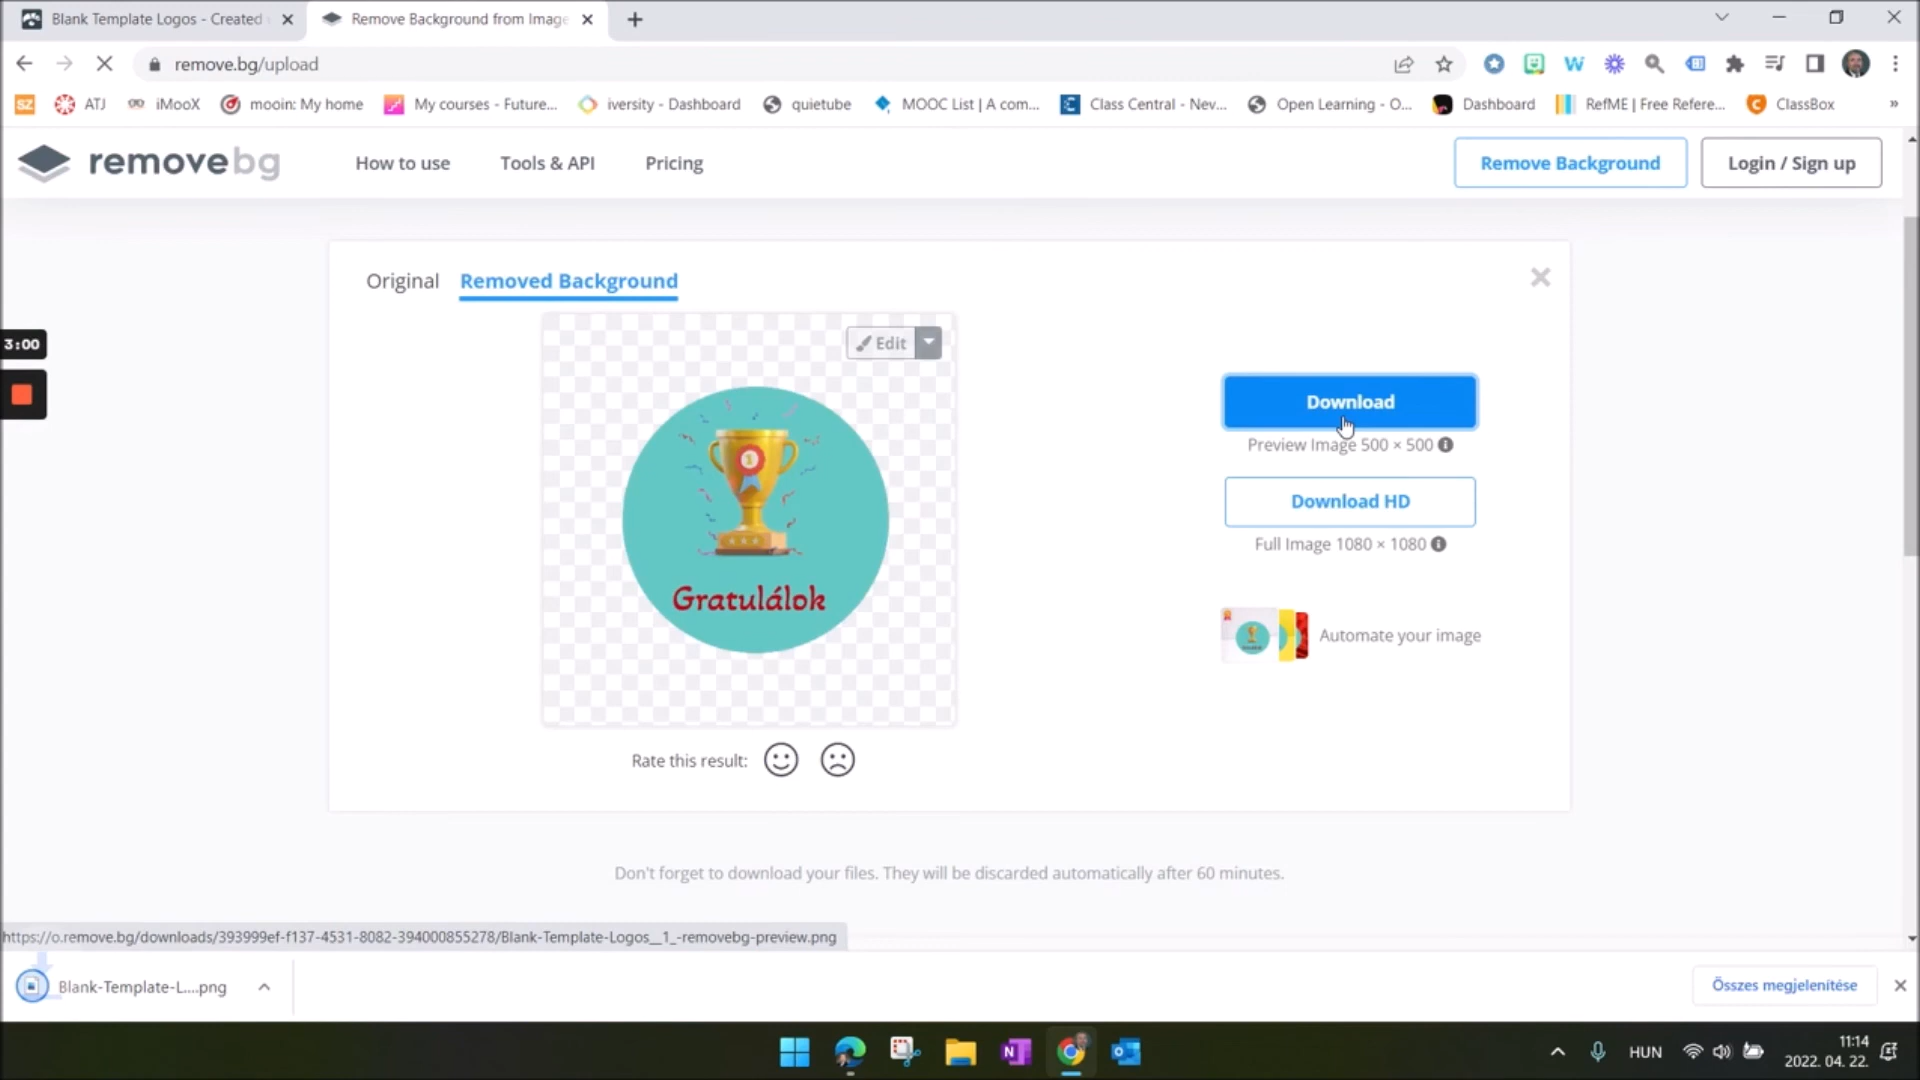 Blank Template Logos - Created
Remove Background from Image
remove.bg/upload
SZ
ATJ
iMooX
mooin: My home
My courses - Future...
iversity - Dashboard
quietube
MOOC List | A com...
Class Central - Nev...
Open Learning - O...
Dashboard
RefME | Free Refere...
ClassBox
»
removebg
How to use
Tools & API
Pricing
Remove Background
Login / Sign up
Original
Removed Background
3:00
Edit
1
Gratulálok
Download
Preview Image 500 × 500
Download HD
Full Image 1080 × 1080
Automate your image
Rate this result:
Don't forget to download your files. They will be discarded automatically after 60 minutes.
https://o.remove.bg/downloads/393999ef-f137-4531-8082-394000855278/Blank-Template-Logos__1_-removebg-preview.png
Blank-Template-L....png
Összes megjelenítése
HUN
11:14
2022. 04. 22.